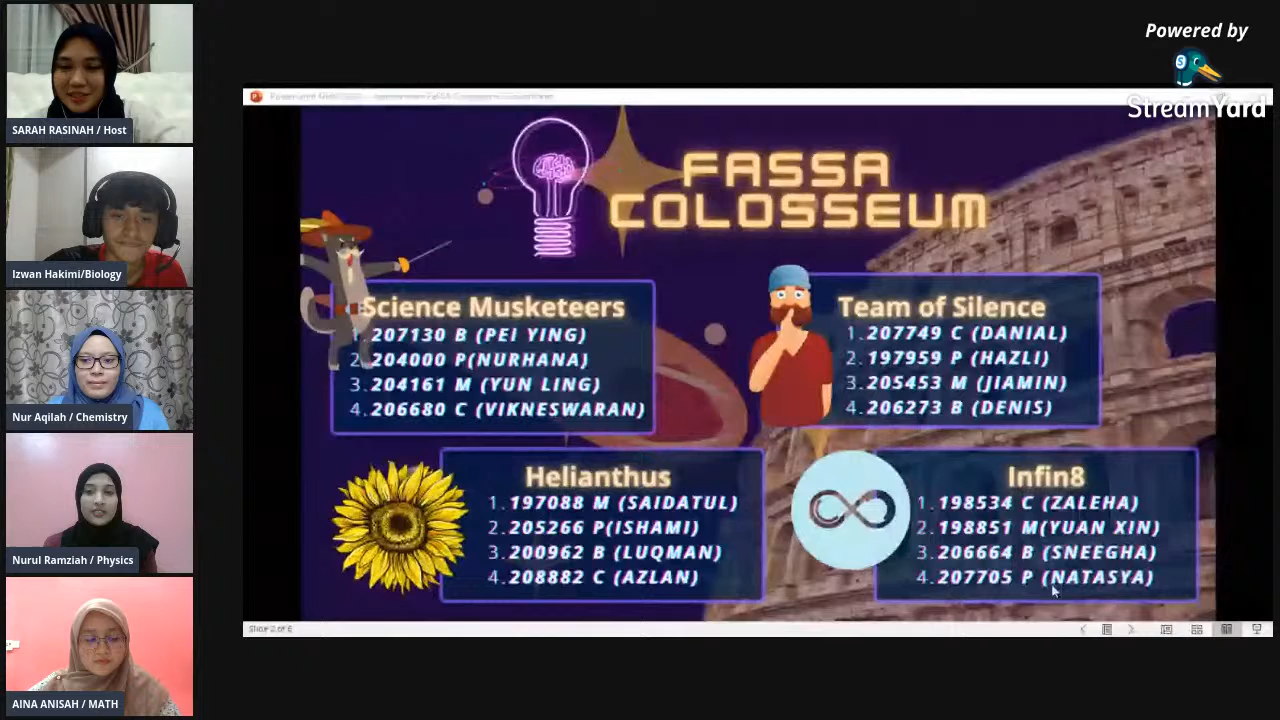 Powered by
StreamYard
SARAH RASINAH / Host
Izwan Hakimi/Biology
Nur Aqilah / Chemistry
Nurul Ramziah / Physics
AINA ANISAH / MATH
FASSA
COLOSSEUM
Science Musketeers
1. 207130 B (PEI YING)
2. 204000 P(NURHANA)
3. 204161 M (YUN LING)
4. 206680 C (VIKNESWARAN)
Team of Silence
1. 207749 C (DANIAL)
2. 197959 P (HAZLI)
3. 205453 M (JIAMIN)
4. 206273 B (DENIS)
Helianthus
1. 197088 M (SAIDATUL)
2. 205266 P(ISHAMI)
3. 200962 B (LUQMAN)
4. 208882 C (AZLAN)
Infin8
1. 198534 C (ZALEHA)
2. 198851 M(YUAN XIN)
3. 206664 B (SNEEGHA)
4. 207705 P (NATASYA)